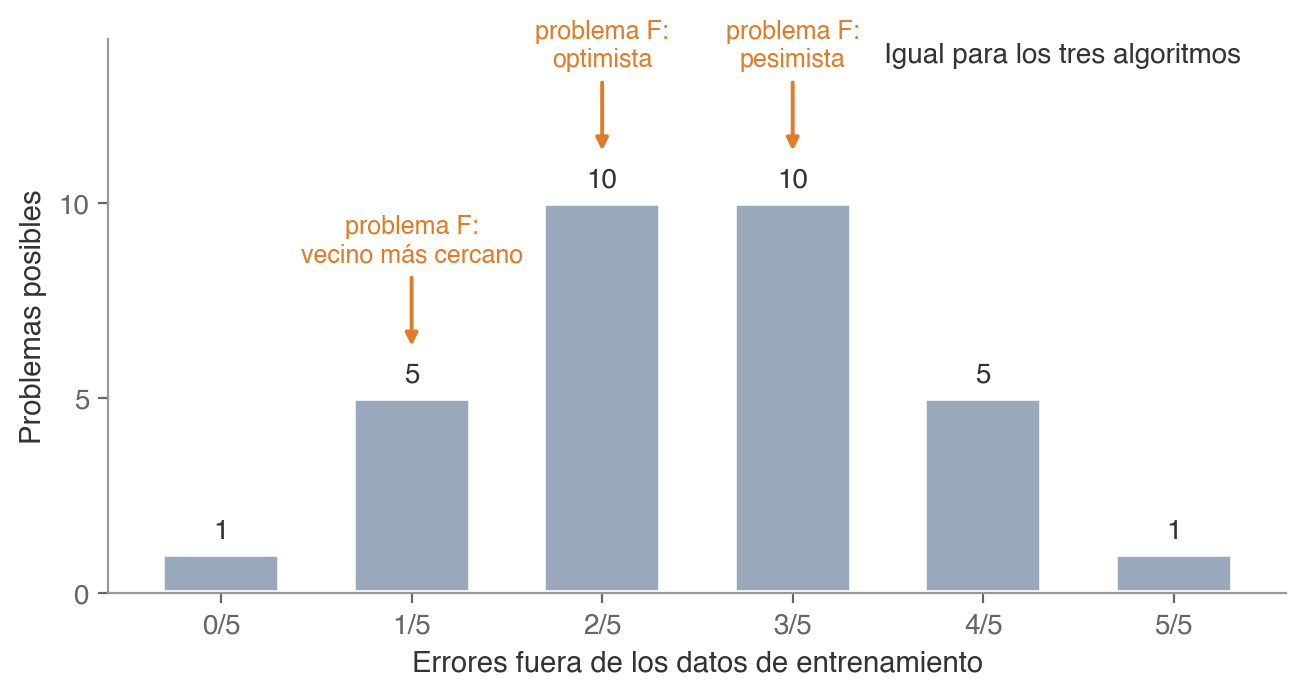 problema F:
optimista
problema F:
pesimista
Igual para los tres algoritmos
10
10
problema F:
vecino más cercano
5
5
1
1
Problemas posibles
10
5
0
0/5
1/5
2/5
3/5
4/5
5/5
Errores fuera de los datos de entrenamiento